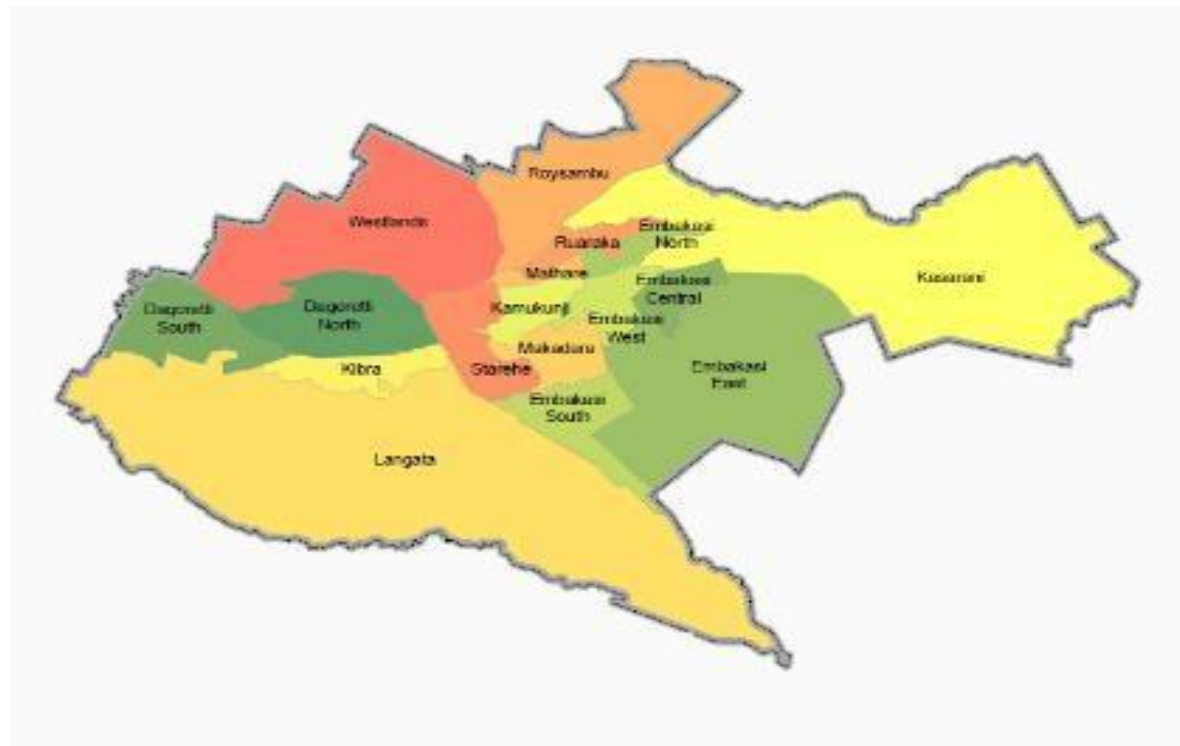 Roysambu
Westlands
Ruaraka
Embakasi
North
Mathare
Kasarani
Embakasi
Central
Dagoretti
South
Dagoretti
North
Kamukunji
Embakasi
West
Makadara
Kibra
Starehe
Embakasi
East
Embakasi
South
Langata